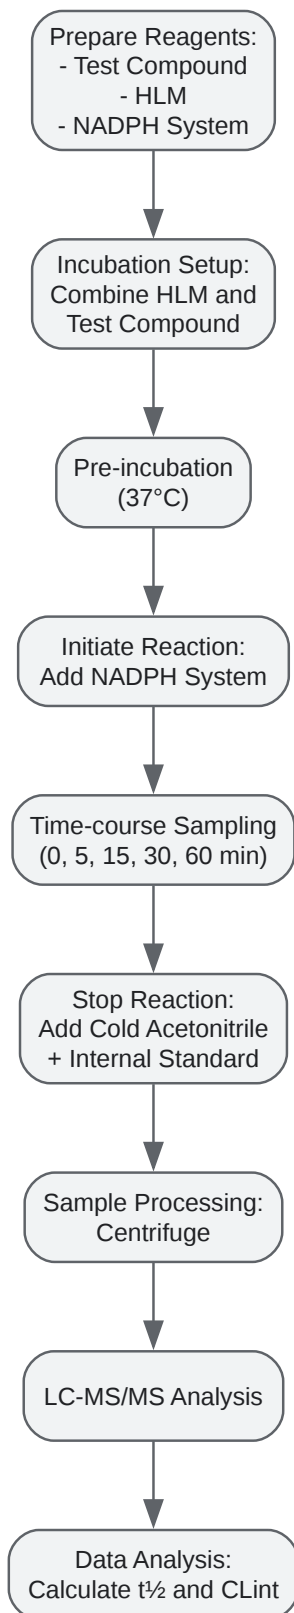 Prepare Reagents:
- Test Compound
- HLM
- NADPH System
Incubation Setup:
Combine HLM and
Test Compound
Pre-incubation
(37°C)
Initiate Reaction:
Add NADPH System
Time-course Sampling
(0, 5, 15, 30, 60 min)
Stop Reaction:
Add Cold Acetonitrile
+ Internal Standard
Sample Processing:
Centrifuge
LC-MS/MS Analysis
Data Analysis:
Calculate t½ and CLint